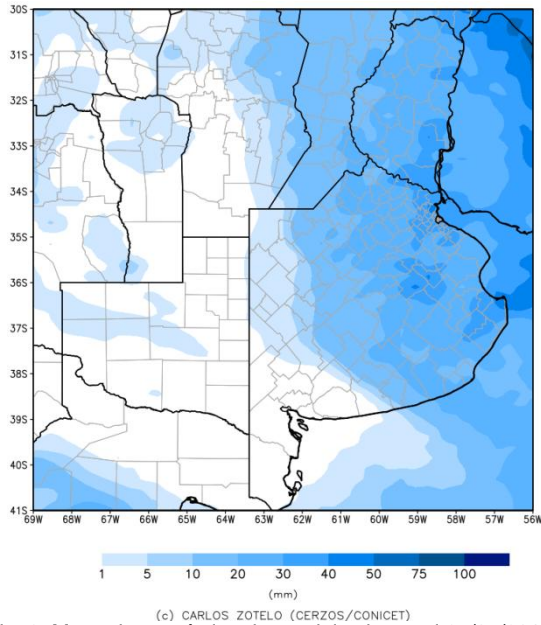 30S
31S
32S
33S
34S
35S
36S
37S
38S
39S
40S
41S
69W 68W 67W 66W 65W 64W 63W 62W 61W 60W 59W 58W 57W 56W
1 5 10 20 30 40 50 75 100
(mm)
(c) CARLOS ZOTELO (CERZOS/CONICET)